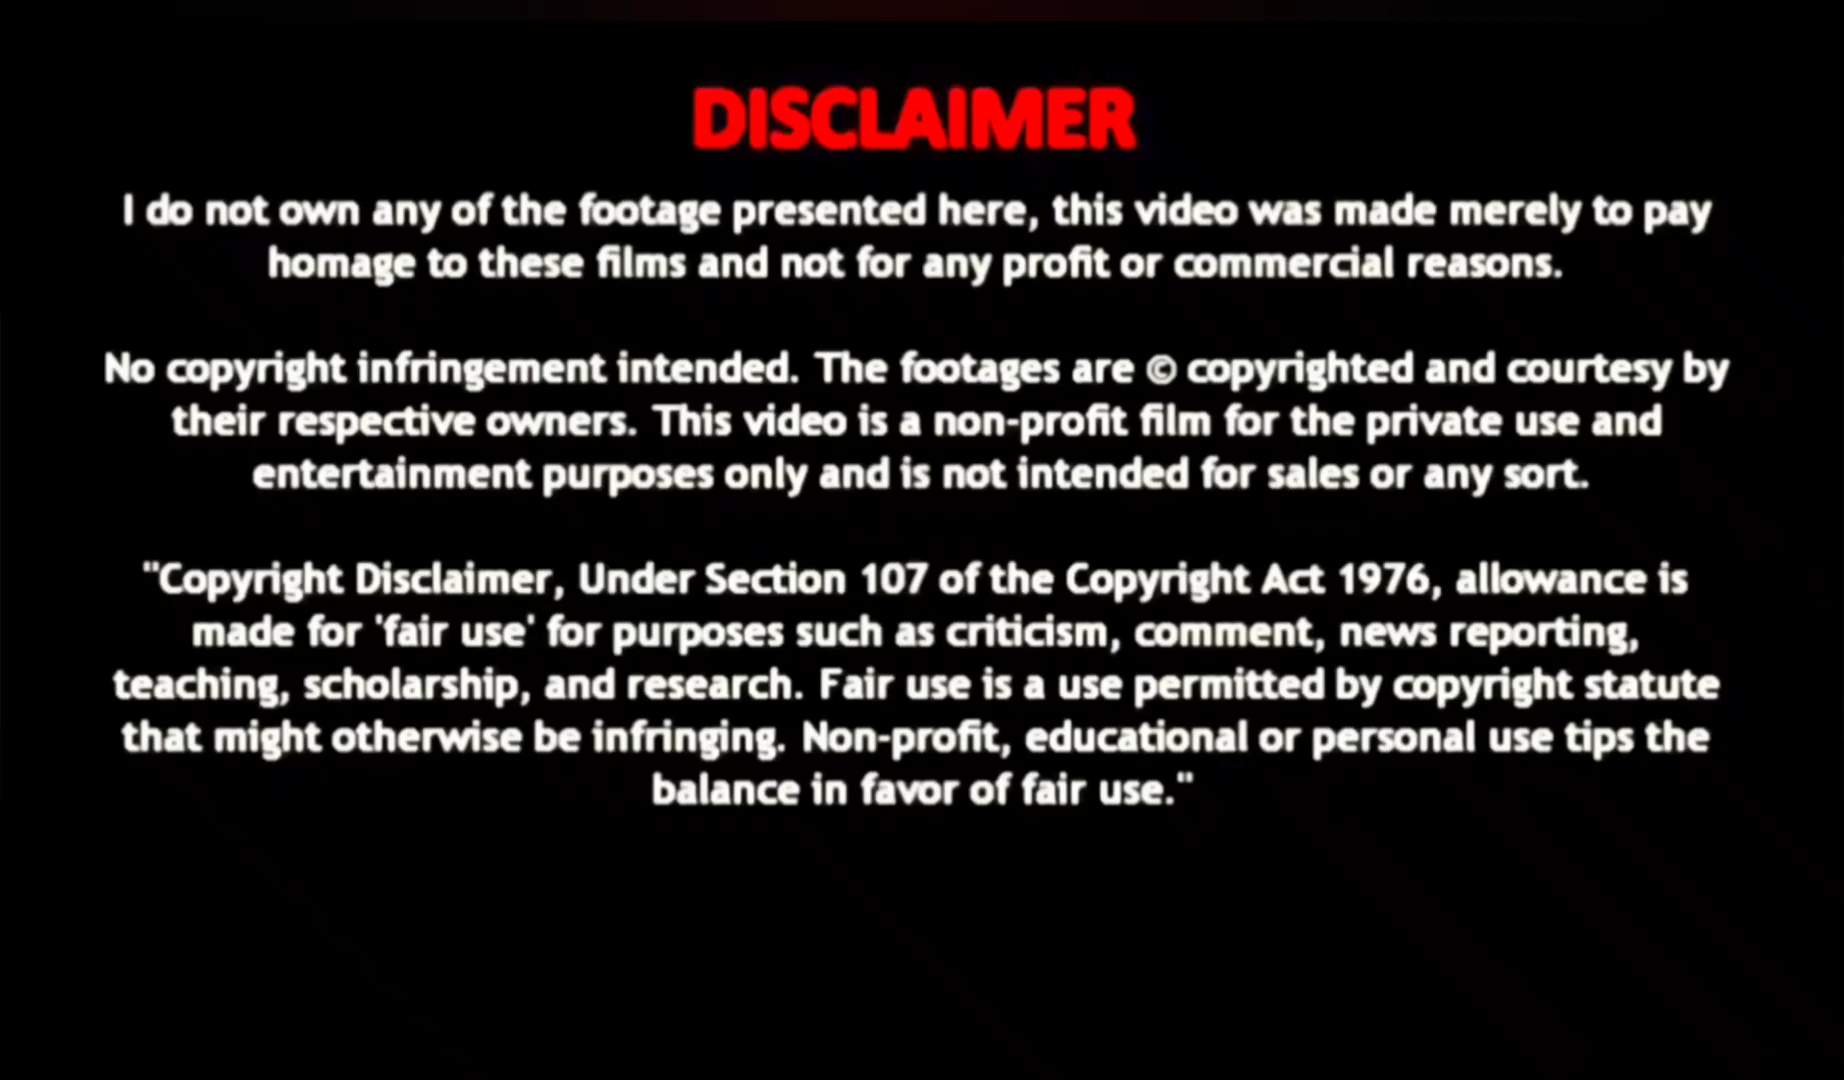 DISCLAIMER
I do not own any of the footage presented here, this video was made merely to pay
homage to these films and not for any profit or commercial reasons.
No copyright infringement intended. The footages are © copyrighted and courtesy by
their respective owners. This video is a non-profit film for the private use and
entertainment purposes only and is not intended for sales or any sort.
"Copyright Disclaimer, Under Section 107 of the Copyright Act 1976, allowance is
made for 'fair use' for purposes such as criticism, comment, news reporting,
teaching, scholarship, and research. Fair use is a use permitted by copyright statute
that might otherwise be infringing. Non-profit, educational or personal use tips the
balance in favor of fair use."